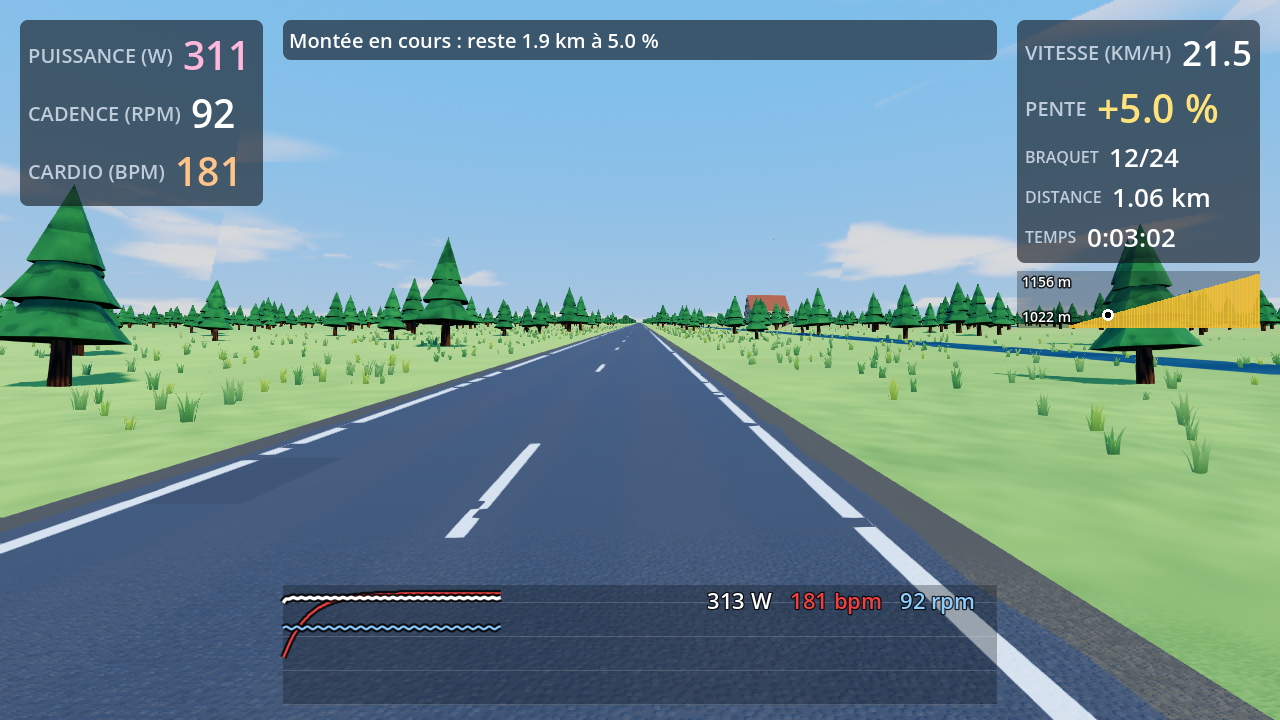 PUISSANCE (W) 311
CADENCE (RPM) 92
CARDIO (BPM) 181
Montée en cours : reste 1.9 km à 5.0 %
VITESSE (KM/H) 21.5
PENTE +5.0 %
BRAQUET 12/24
DISTANCE 1.06 km
TEMPS 0:03:02
1156 m
1022 m
313 W 181 bpm 92 rpm